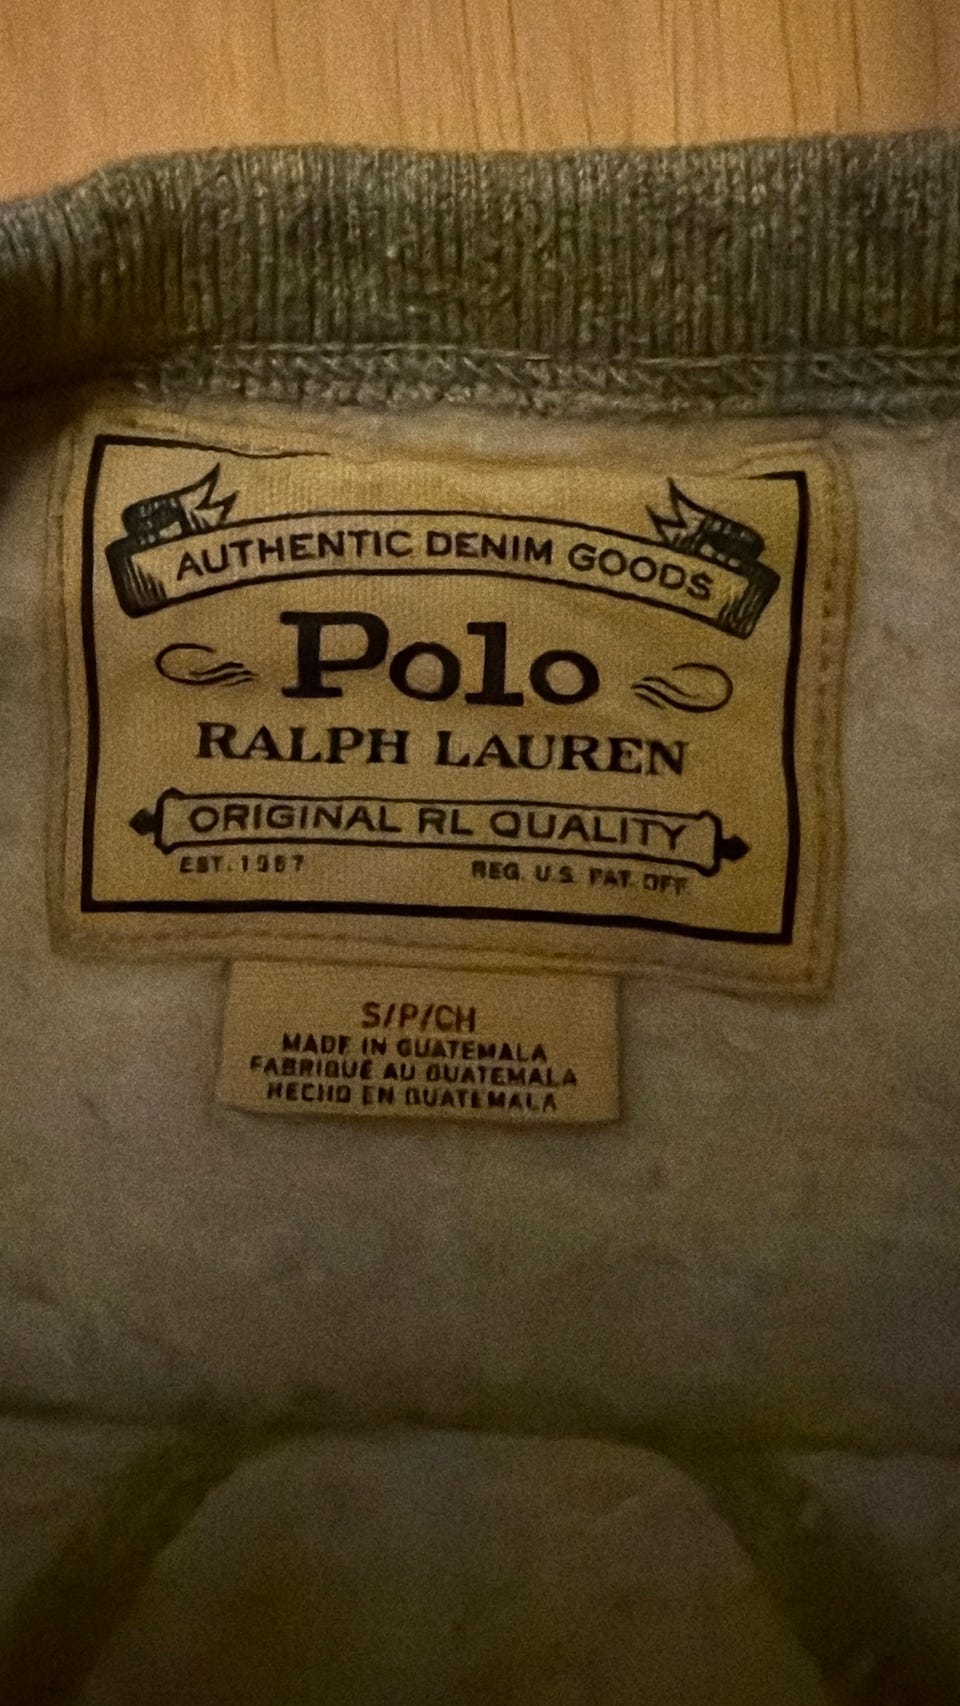 AUTHENTIC DENIM GOODS
Polo
RALPH LAUREN
ORIGINAL RL QUALITY
EST. 1967 REG. U.S. PAT. OFF.
S/P/CH
MADE IN GUATEMALA
FABRIQUÉ AU GUATEMALA
HECHO EN GUATEMALA